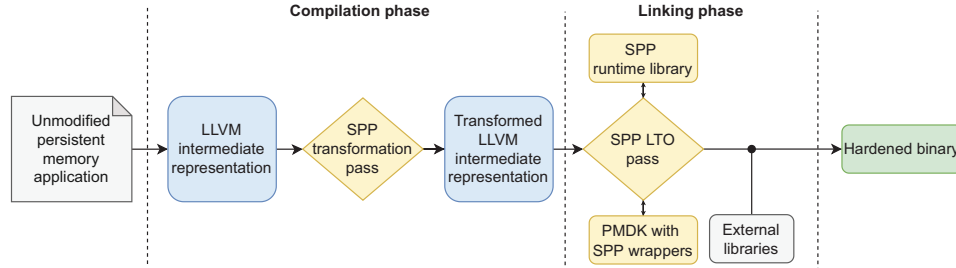 Compilation phase
Linking phase
Unmodified
persistent
memory
application
LLVM
intermediate
representation
SPP
transformation
pass
Transformed
LLVM
intermediate
representation
SPP
runtime library
SPP LTO
pass
PMDK with
SPP wrappers
External
libraries
Hardened binary